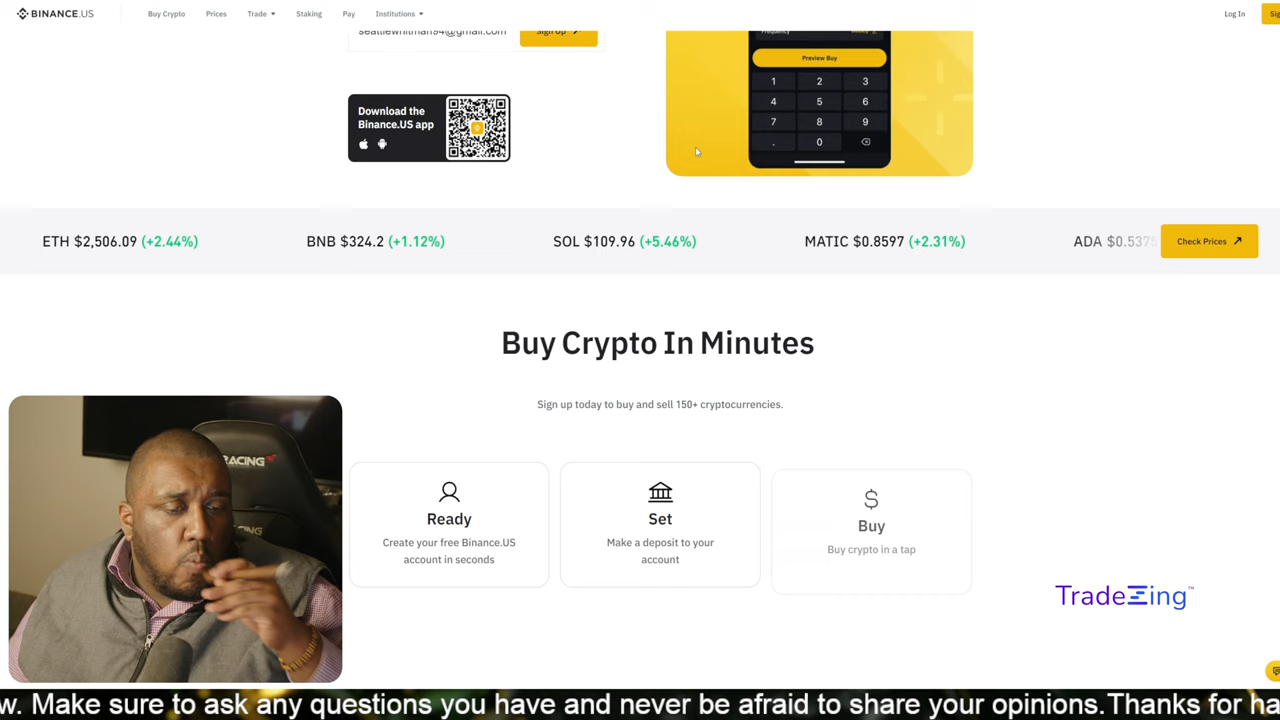 BINANCE.US
Buy Crypto
Prices
Trade
Staking
Pay
Institutions
Log In
seattlewhitman94@gmail.com
Sign Up
Frequency
Preview Buy
1 2 3
4 5 6
7 8 9
. 0
Download the
Binance.US app
ETH $2,506.09 (+2.44%)
BNB $324.2 (+1.12%)
SOL $109.96 (+5.46%)
MATIC $0.8597 (+2.31%)
ADA $0.5375
Check Prices
Buy Crypto In Minutes
Sign up today to buy and sell 150+ cryptocurrencies.
Ready
Create your free Binance.US
account in seconds
Set
Make a deposit to your
account
Buy
Buy crypto in a tap
RACING
TradeZing™
w. Make sure to ask any questions you have and never be afraid to share your opinions.Thanks for ha